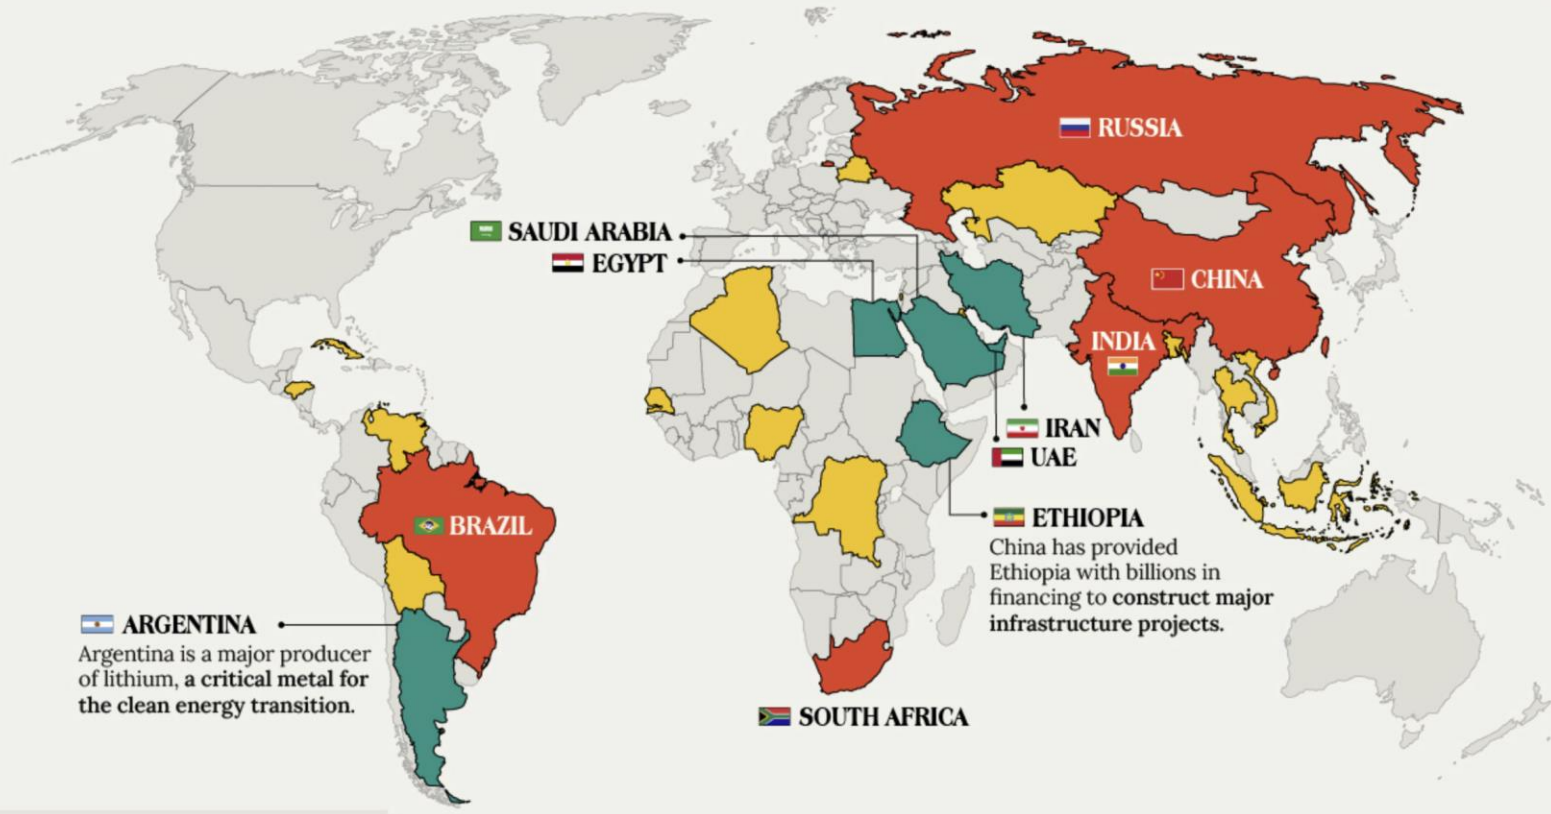 RUSSIA
SAUDI ARABIA
EGYPT
CHINA
INDIA
IRAN
UAE
BRAZIL
ETHIOPIA
China has provided
Ethiopia with billions in
financing to construct major
infrastructure projects.
ARGENTINA
Argentina is a major producer
of lithium, a critical metal for
the clean energy transition.
SOUTH AFRICA